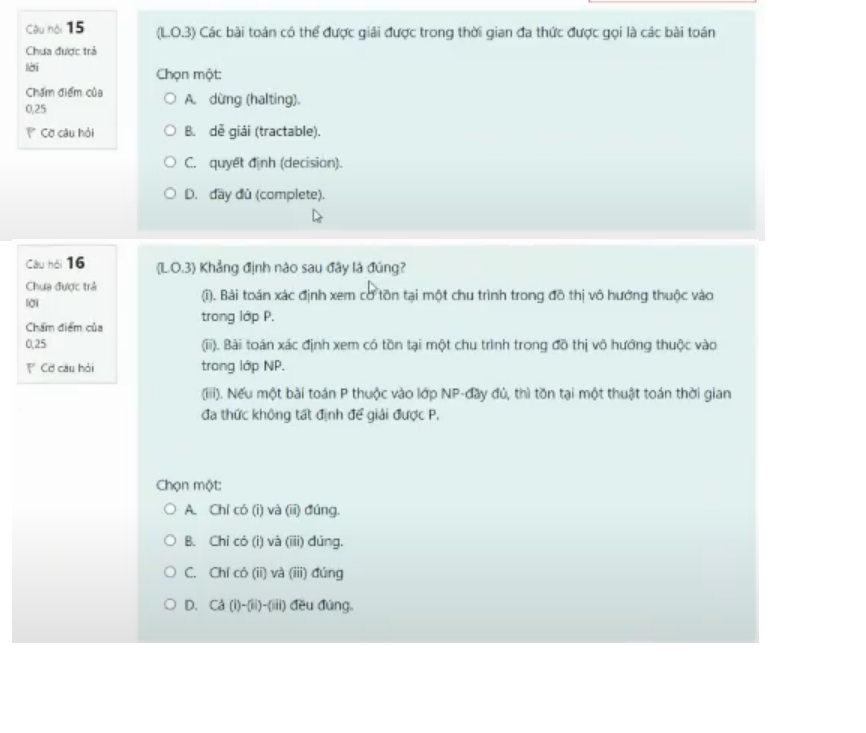 Câu hỏi 15
Chưa được trả
lời
Chấm điểm của
0,25
Cờ câu hỏi
(L.O.3) Các bài toán có thể được giải được trong thời gian đa thức được gọi là các bài toán
Chọn một:
A. dừng (halting).
B. dễ giải (tractable).
C. quyết định (decision).
D. đầy đủ (complete).
Câu hỏi 16
Chưa được trả
lời
Chấm điểm của
0,25
Cờ câu hỏi
(L.O.3) Khẳng định nào sau đây là đúng?
(i). Bài toán xác định xem có tồn tại một chu trình trong đồ thị vô hướng thuộc vào
trong lớp P.
(ii). Bài toán xác định xem có tồn tại một chu trình trong đồ thị vô hướng thuộc vào
trong lớp NP.
(iii). Nếu một bài toán P thuộc vào lớp NP-đầy đủ, thì tồn tại một thuật toán thời gian
đa thức không tất định để giải được P.
Chọn một:
A. Chỉ có (i) và (ii) đúng.
B. Chỉ có (i) và (iii) đúng.
C. Chỉ có (ii) và (iii) đúng
D. Cả (i)-(ii)-(iii) đều đúng.